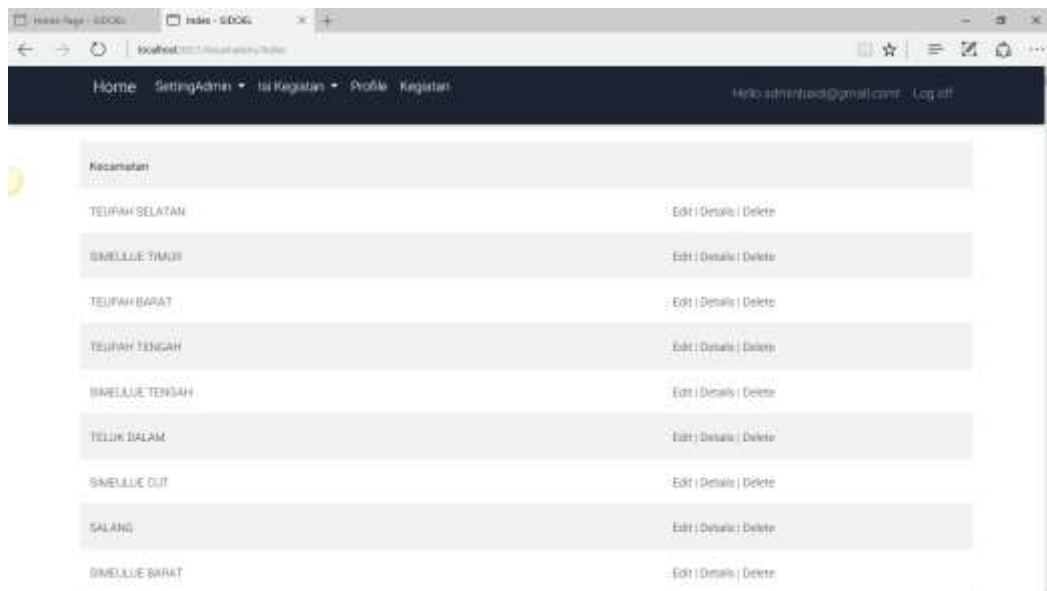 Home Page - SIDOEL
Index - SIDOEL
localhost
Home SettingAdmin Isi Kegiatan Profile Kegiatan
Log off
Kecamatan
TEUPAH SELATAN Edit | Details | Delete
SIMEULUE TIMUR Edit | Details | Delete
TEUPAH BARAT Edit | Details | Delete
TEUPAH TENGAH Edit | Details | Delete
SIMEULUE TENGAH Edit | Details | Delete
TELUK DALAM Edit | Details | Delete
SIMEULUE CUT Edit | Details | Delete
SALANG Edit | Details | Delete
SIMEULUE BARAT Edit | Details | Delete